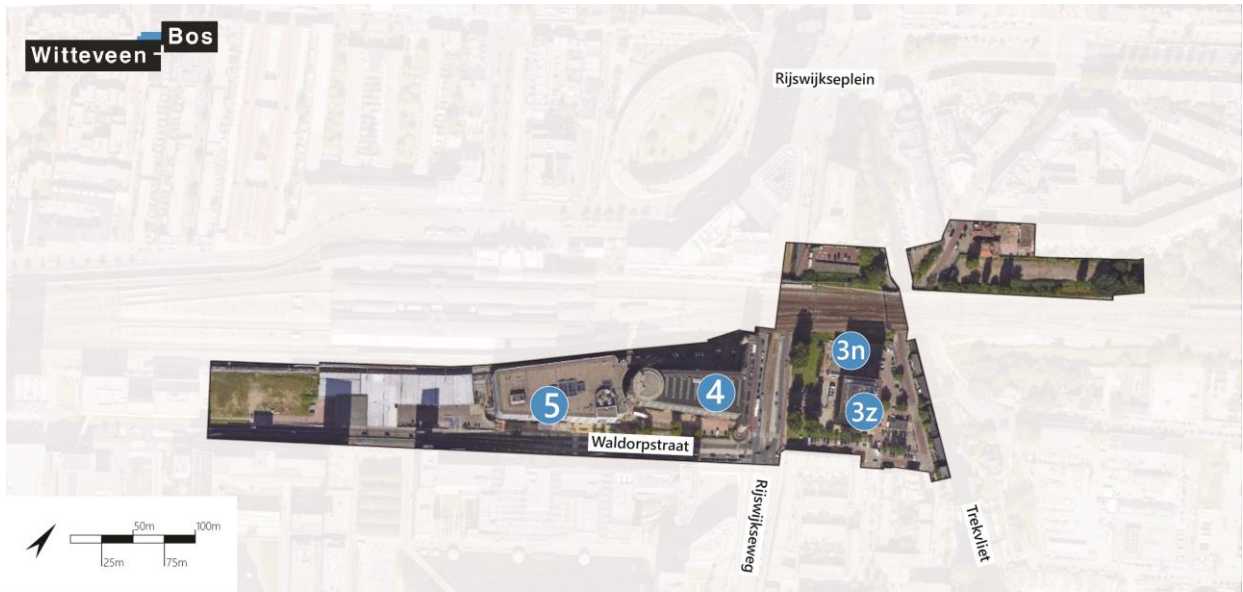 Bos
Witteveen
Rijswijkseplein
3n
4
5
3z
Waldorpstraat
Rijswijkseweg
Trekvliet
50m
100m
25m
75m